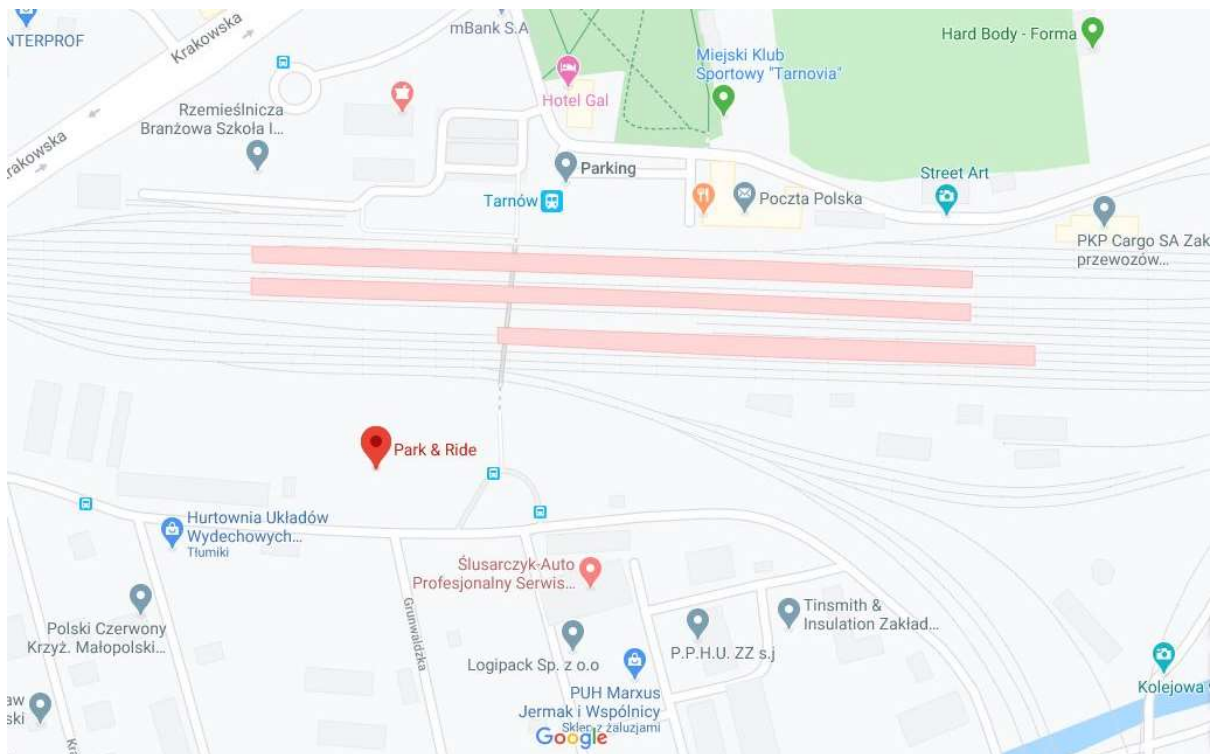 NTERPROF
Krakowska
mBank S.A
Hard Body - Forma
Miejski Klub
Sportowy "Tarnovia"
Hotel Gal
Rzemieślnicza
Branżowa Szkoła I...
Krakowska
Parking
Street Art
Tarnów
Poczta Polska
PKP Cargo SA Zak
przewozów...
Park & Ride
Hurtownia Układów
Wydechowych...
Tłumiki
Ślusarczyk-Auto
Profesjonalny Serwis...
Grunwaldzka
Polski Czerwony
Krzyż. Małopolski...
Tinsmith &
Insulation Zakład...
Logipack Sp. z o.o
P.P.H.U. ZZ s.j
PUH Marxus
Jermak i Wspólnicy
Sklep z żaluzjami
Kolejowa
aw
ski
Kr
Google